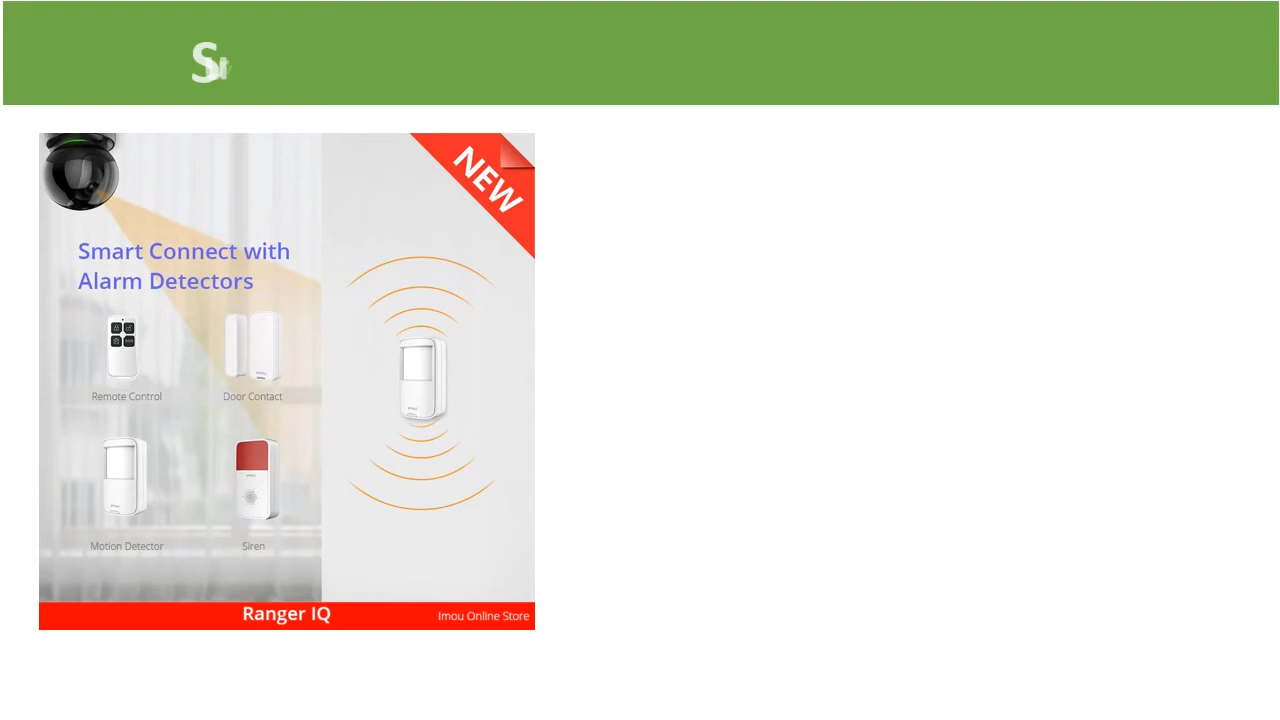 NEW
Smart Connect with
Alarm Detectors
Remote Control
Door Contact
Motion Detector
Siren
Ranger IQ
Imou Online Store